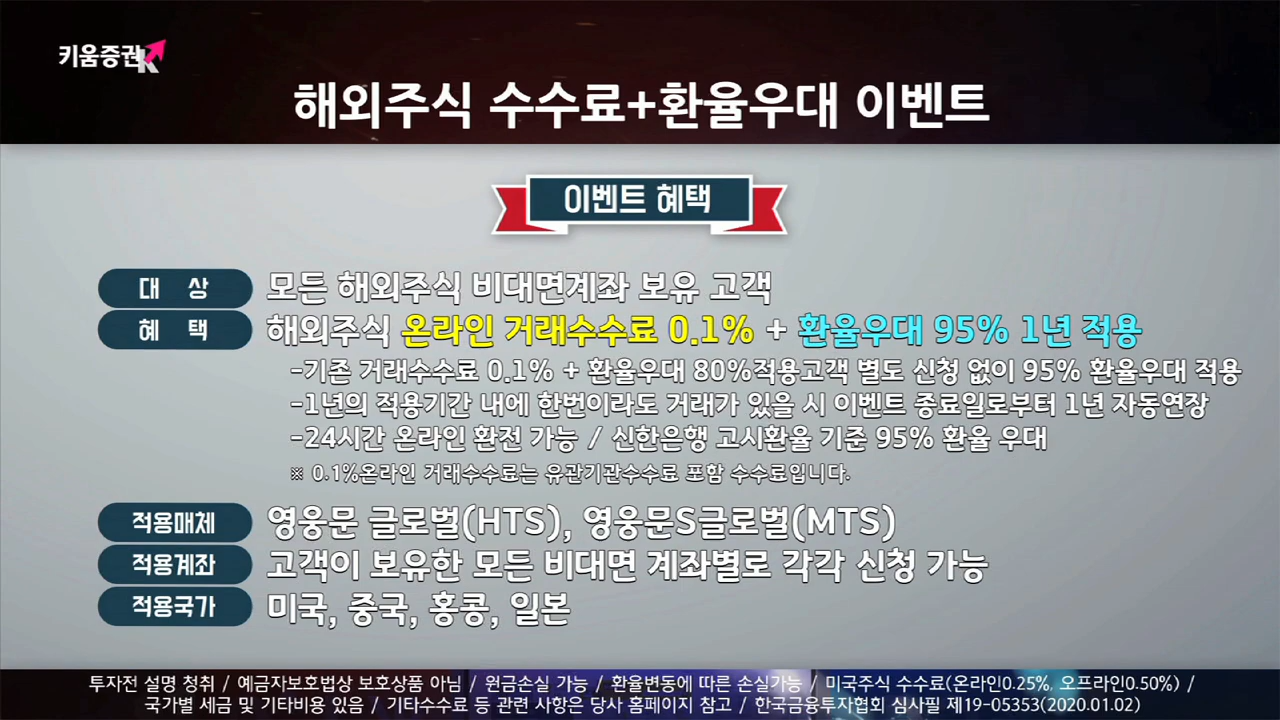 키움증권
해외주식 수수료+환율우대 이벤트
이벤트 혜택
대 상 모든 해외주식 비대면계좌 보유 고객
혜 택 해외주식 온라인 거래수수료 0.1% + 환율우대 95% 1년 적용
-기존 거래수수료 0.1% + 환율우대 80%적용고객 별도 신청 없이 95% 환율우대 적용
-1년의 적용기간 내에 한번이라도 거래가 있을 시 이벤트 종료일로부터 1년 자동연장
-24시간 온라인 환전 가능 / 신한은행 고시환율 기준 95% 환율 우대
※ 0.1%온라인 거래수수료는 유관기관수수료 포함 수수료입니다.
적용매체 영웅문 글로벌(HTS), 영웅문S글로벌(MTS)
적용계좌 고객이 보유한 모든 비대면 계좌별로 각각 신청 가능
적용국가 미국, 중국, 홍콩, 일본
투자전 설명 청취 / 예금자보호법상 보호상품 아님 / 원금손실 가능 / 환율변동에 따른 손실가능 / 미국주식 수수료(온라인0.25%, 오프라인0.50%) /
국가별 세금 및 기타비용 있음 / 기타수수료 등 관련 사항은 당사 홈페이지 참고 / 한국금융투자협회 심사필 제19-05353(2020.01.02)